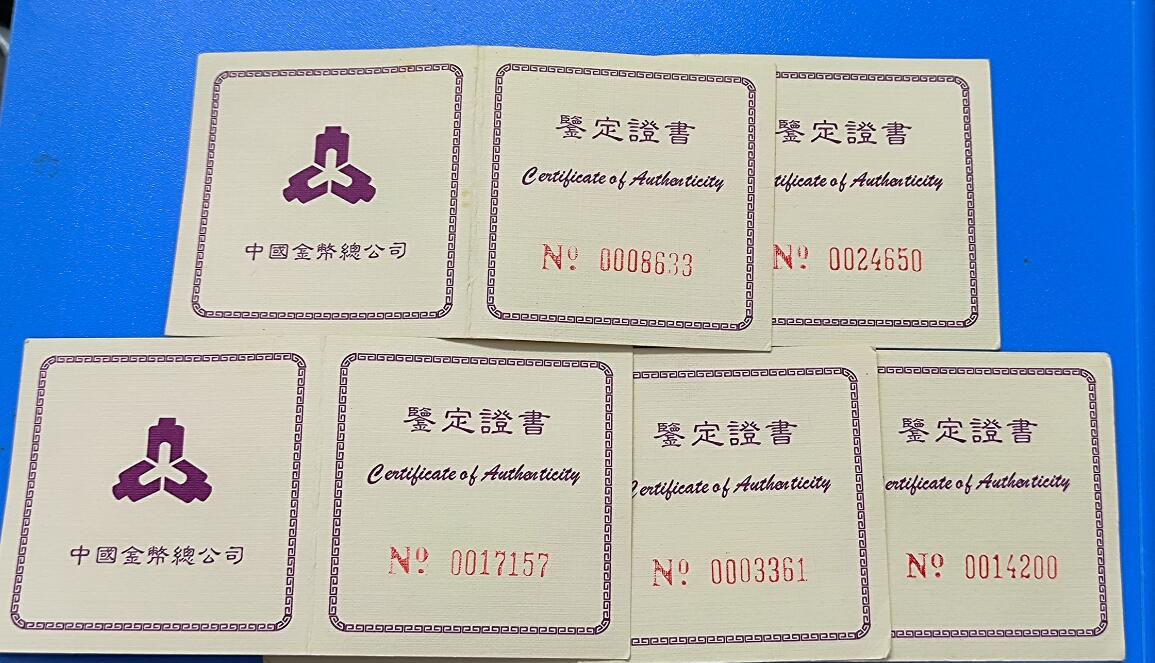 中國金幣總公司
鑒定證書
Certificate of Authenticity
Nº 0008633
鑒定證書
tificate of Authenticity
Nº 0024650
中國金幣總公司
鑒定證書
Certificate of Authenticity
Nº 0017157
鑒定證書
Certificate of Authenticity
Nº 0003361
鑒定證書
ertificate of Authenticity
Nº 0014200